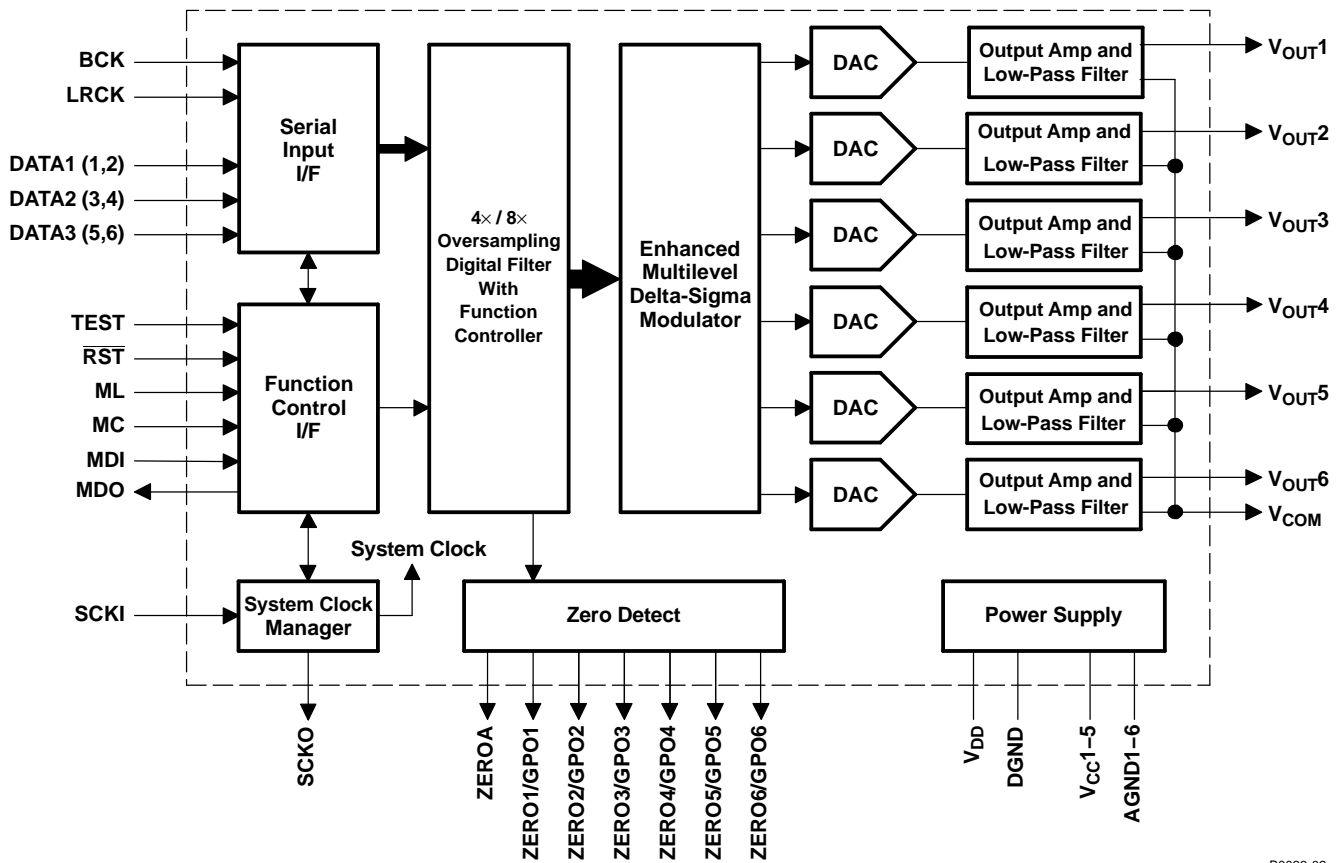 BCK
LRCK
DATA1 (1,2)
DATA2 (3,4)
DATA3 (5,6)
TEST
RST
ML
MC
MDI
MDO
SCKI
Serial
Input
I/F
Function
Control
I/F
System Clock
Manager
System Clock
SCKO
4× / 8×
Oversampling
Digital Filter
With
Function
Controller
Enhanced
Multilevel
Delta-Sigma
Modulator
DAC
DAC
DAC
DAC
DAC
DAC
Output Amp and
Low-Pass Filter
Output Amp and
Low-Pass Filter
Output Amp and
Low-Pass Filter
Output Amp and
Low-Pass Filter
Output Amp and
Low-Pass Filter
Output Amp and
Low-Pass Filter
VOUT1
VOUT2
VOUT3
VOUT4
VOUT5
VOUT6
VCOM
Zero Detect
ZEROA
ZERO1/GPO1
ZERO2/GPO2
ZERO3/GPO3
ZERO4/GPO4
ZERO5/GPO5
ZERO6/GPO6
Power Supply
VDD
DGND
VCC1−5
AGND1−6